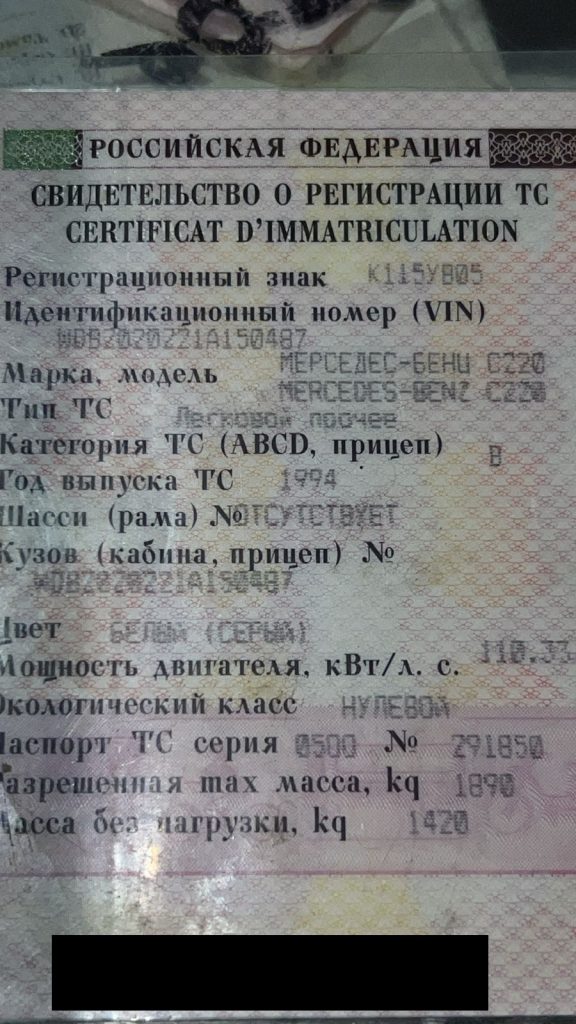 РОССИЙСКАЯ ФЕДЕРАЦИЯ
СВИДЕТЕЛЬСТВО О РЕГИСТРАЦИИ ТС
CERTIFICAT D'IMMATRICULATION
Регистрационный знак К115УВ05
Идентификационный номер (VIN)
WDB2020221A150487
Марка, модель МЕРСЕДЕС-БЕНЦ С220
MERCEDES-BENZ C220
Тип ТС Легковой прочее
Категория ТС (ABCD, прицеп) B
Год выпуска ТС 1994
Шасси (рама) № ОТСУТСТВУЕТ
Кузов (кабина, прицеп) №
WDB2020221A150487
Цвет БЕЛЫЙ (СЕРЫЙ)
Мощность двигателя, кВт/л. с. 110.33
Экологический класс НУЛЕВОЙ
Паспорт ТС серия 05ОО № 291850
Разрешенная max масса, kg 1890
Масса без нагрузки, kg 1420